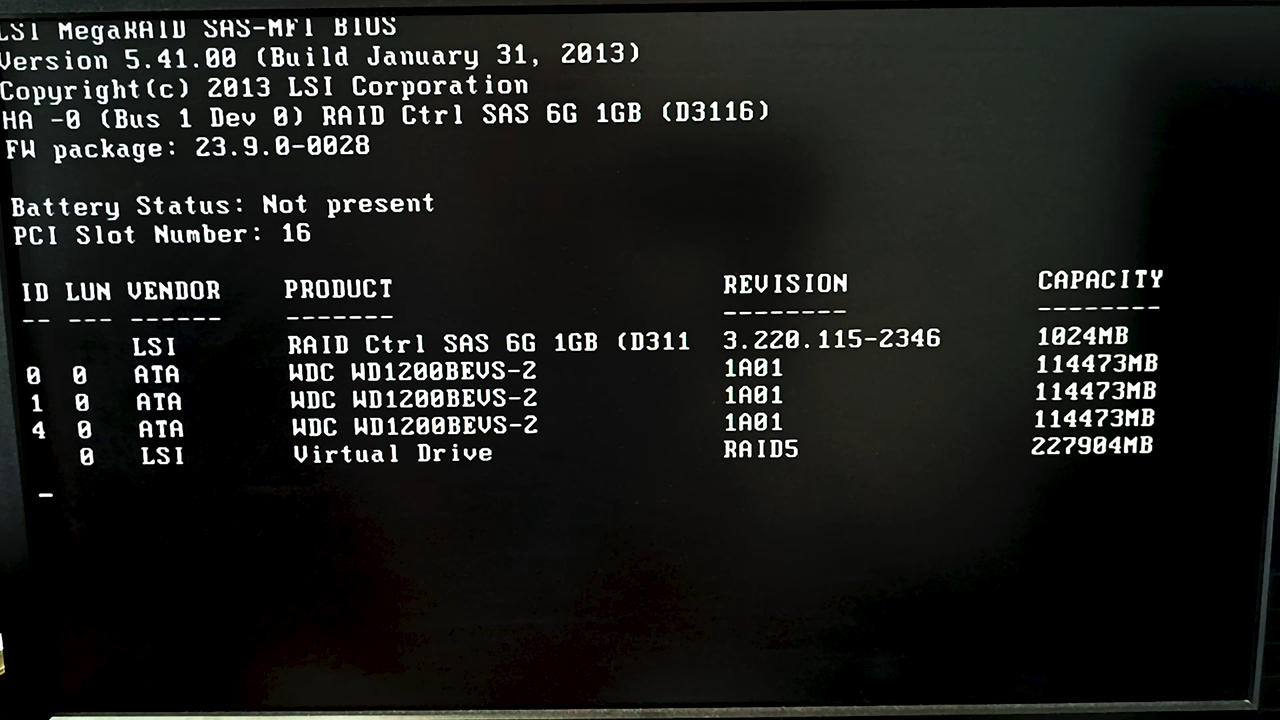 LSI MegaRAID SAS-MFI BIOS
Version 5.41.00 (Build January 31, 2013)
Copyright(c) 2013 LSI Corporation
HA -0 (Bus 1 Dev 0) RAID Ctrl SAS 6G 1GB (D3116)
FW package: 23.9.0-0028
Battery Status: Not present
PCI Slot Number: 16
ID LUN VENDOR PRODUCT REVISION CAPACITY
-- --- ------ ------- -------- --------
LSI RAID Ctrl SAS 6G 1GB (D311 3.220.115-2346 1024MB
0 0 ATA WDC WD1200BEVS-2 1A01 114473MB
1 0 ATA WDC WD1200BEVS-2 1A01 114473MB
4 0 ATA WDC WD1200BEVS-2 1A01 114473MB
0 LSI Virtual Drive RAID5 227904MB
_